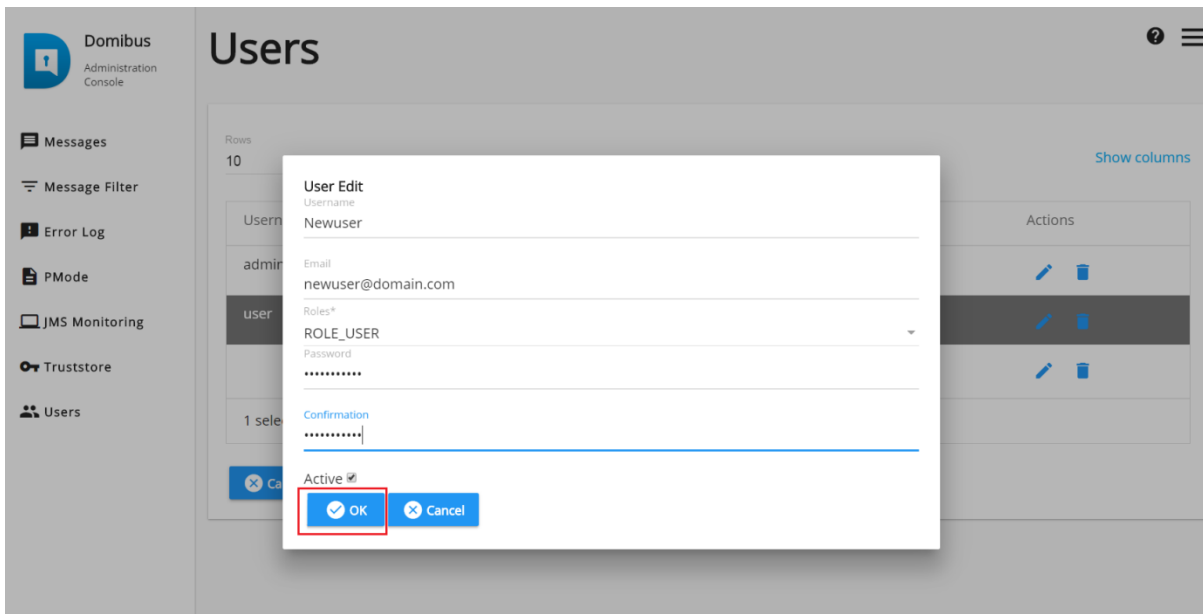 Domibus
Administration
Console
Users
Messages
Message Filter
Error Log
PMode
JMS Monitoring
Truststore
Users
Rows
10
Show columns
Usern
Actions
admin
user
1 sele
Ca
User Edit
Username
Newuser
Email
newuser@domain.com
Roles*
ROLE_USER
Password
•••••••••••
Confirmation
•••••••••••
Active
OK
Cancel